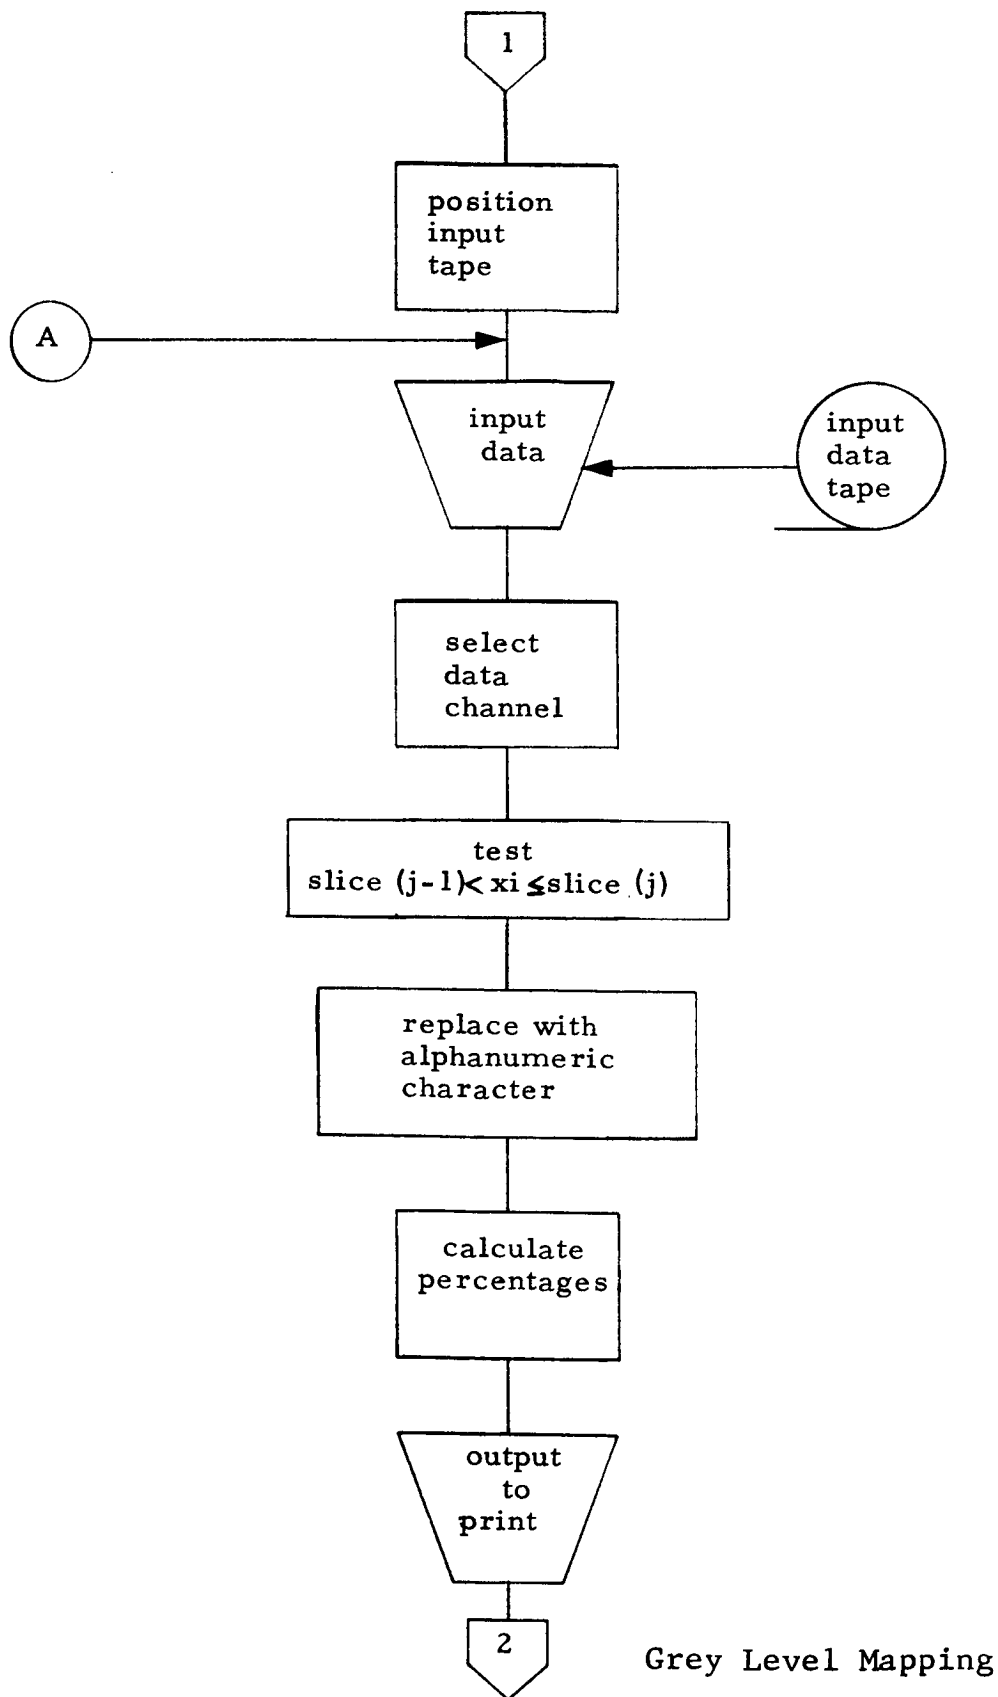 1
position
input
tape
A
input
data
input
data
tape
select
data
channel
test
slice (j-1)< xi ≤slice (j)
replace with
alphanumeric
character
calculate
percentages
output
to
print
2
Grey Level Mapping